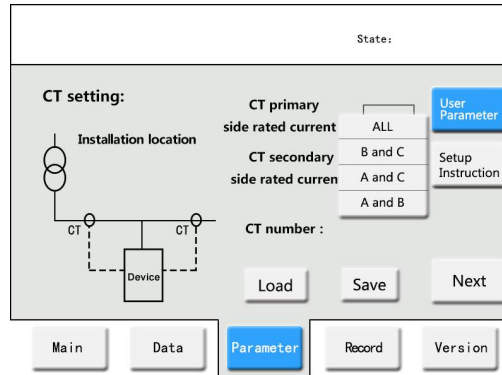 State:
CT setting:
Installation location
CT
CT
Device
CT primary
side rated current
CT secondary
side rated curren
CT number :
ALL
B and C
A and C
A and B
User
Parameter
Setup
Instruction
Load
Save
Next
Main
Data
Parameter
Record
Version